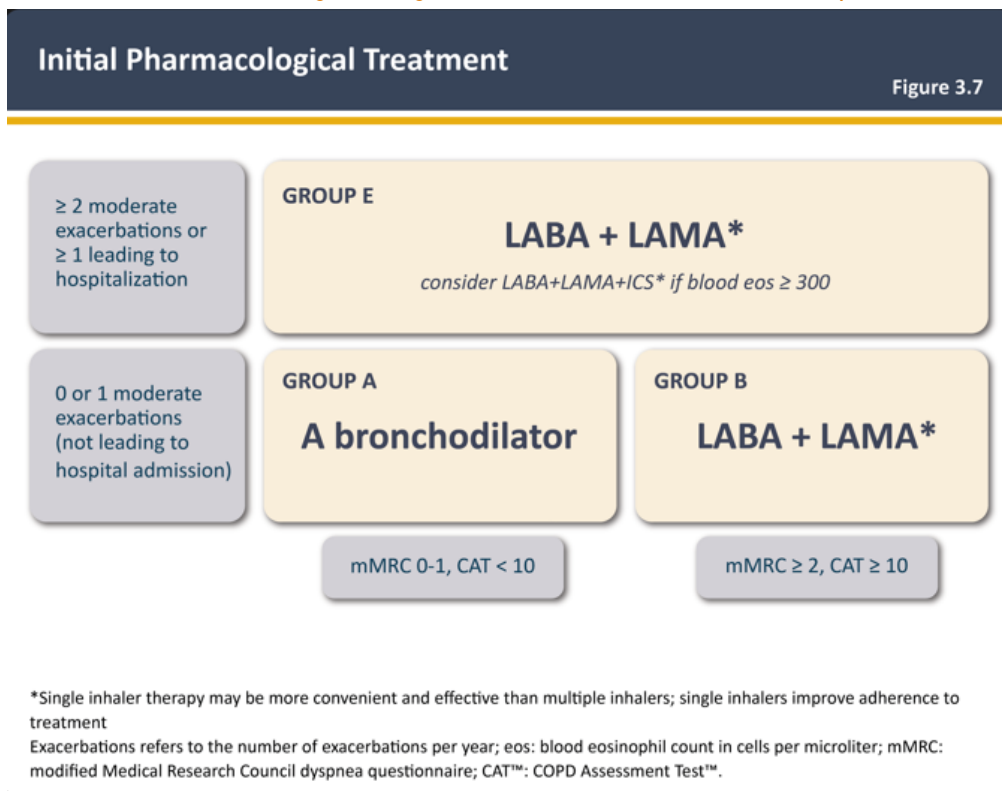 Initial Pharmacological Treatment
Figure 3.7
≥ 2 moderate
exacerbations or
≥ 1 leading to
hospitalization
GROUP E
LABA + LAMA*
consider LABA+LAMA+ICS* if blood eos ≥ 300
0 or 1 moderate
exacerbations
(not leading to
hospital admission)
GROUP A
A bronchodilator
GROUP B
LABA + LAMA*
mMRC 0-1, CAT < 10
mMRC ≥ 2, CAT ≥ 10
*Single inhaler therapy may be more convenient and effective than multiple inhalers; single inhalers improve adherence to
treatment
Exacerbations refers to the number of exacerbations per year; eos: blood eosinophil count in cells per microliter; mMRC:
modified Medical Research Council dyspnea questionnaire; CAT™: COPD Assessment Test™.